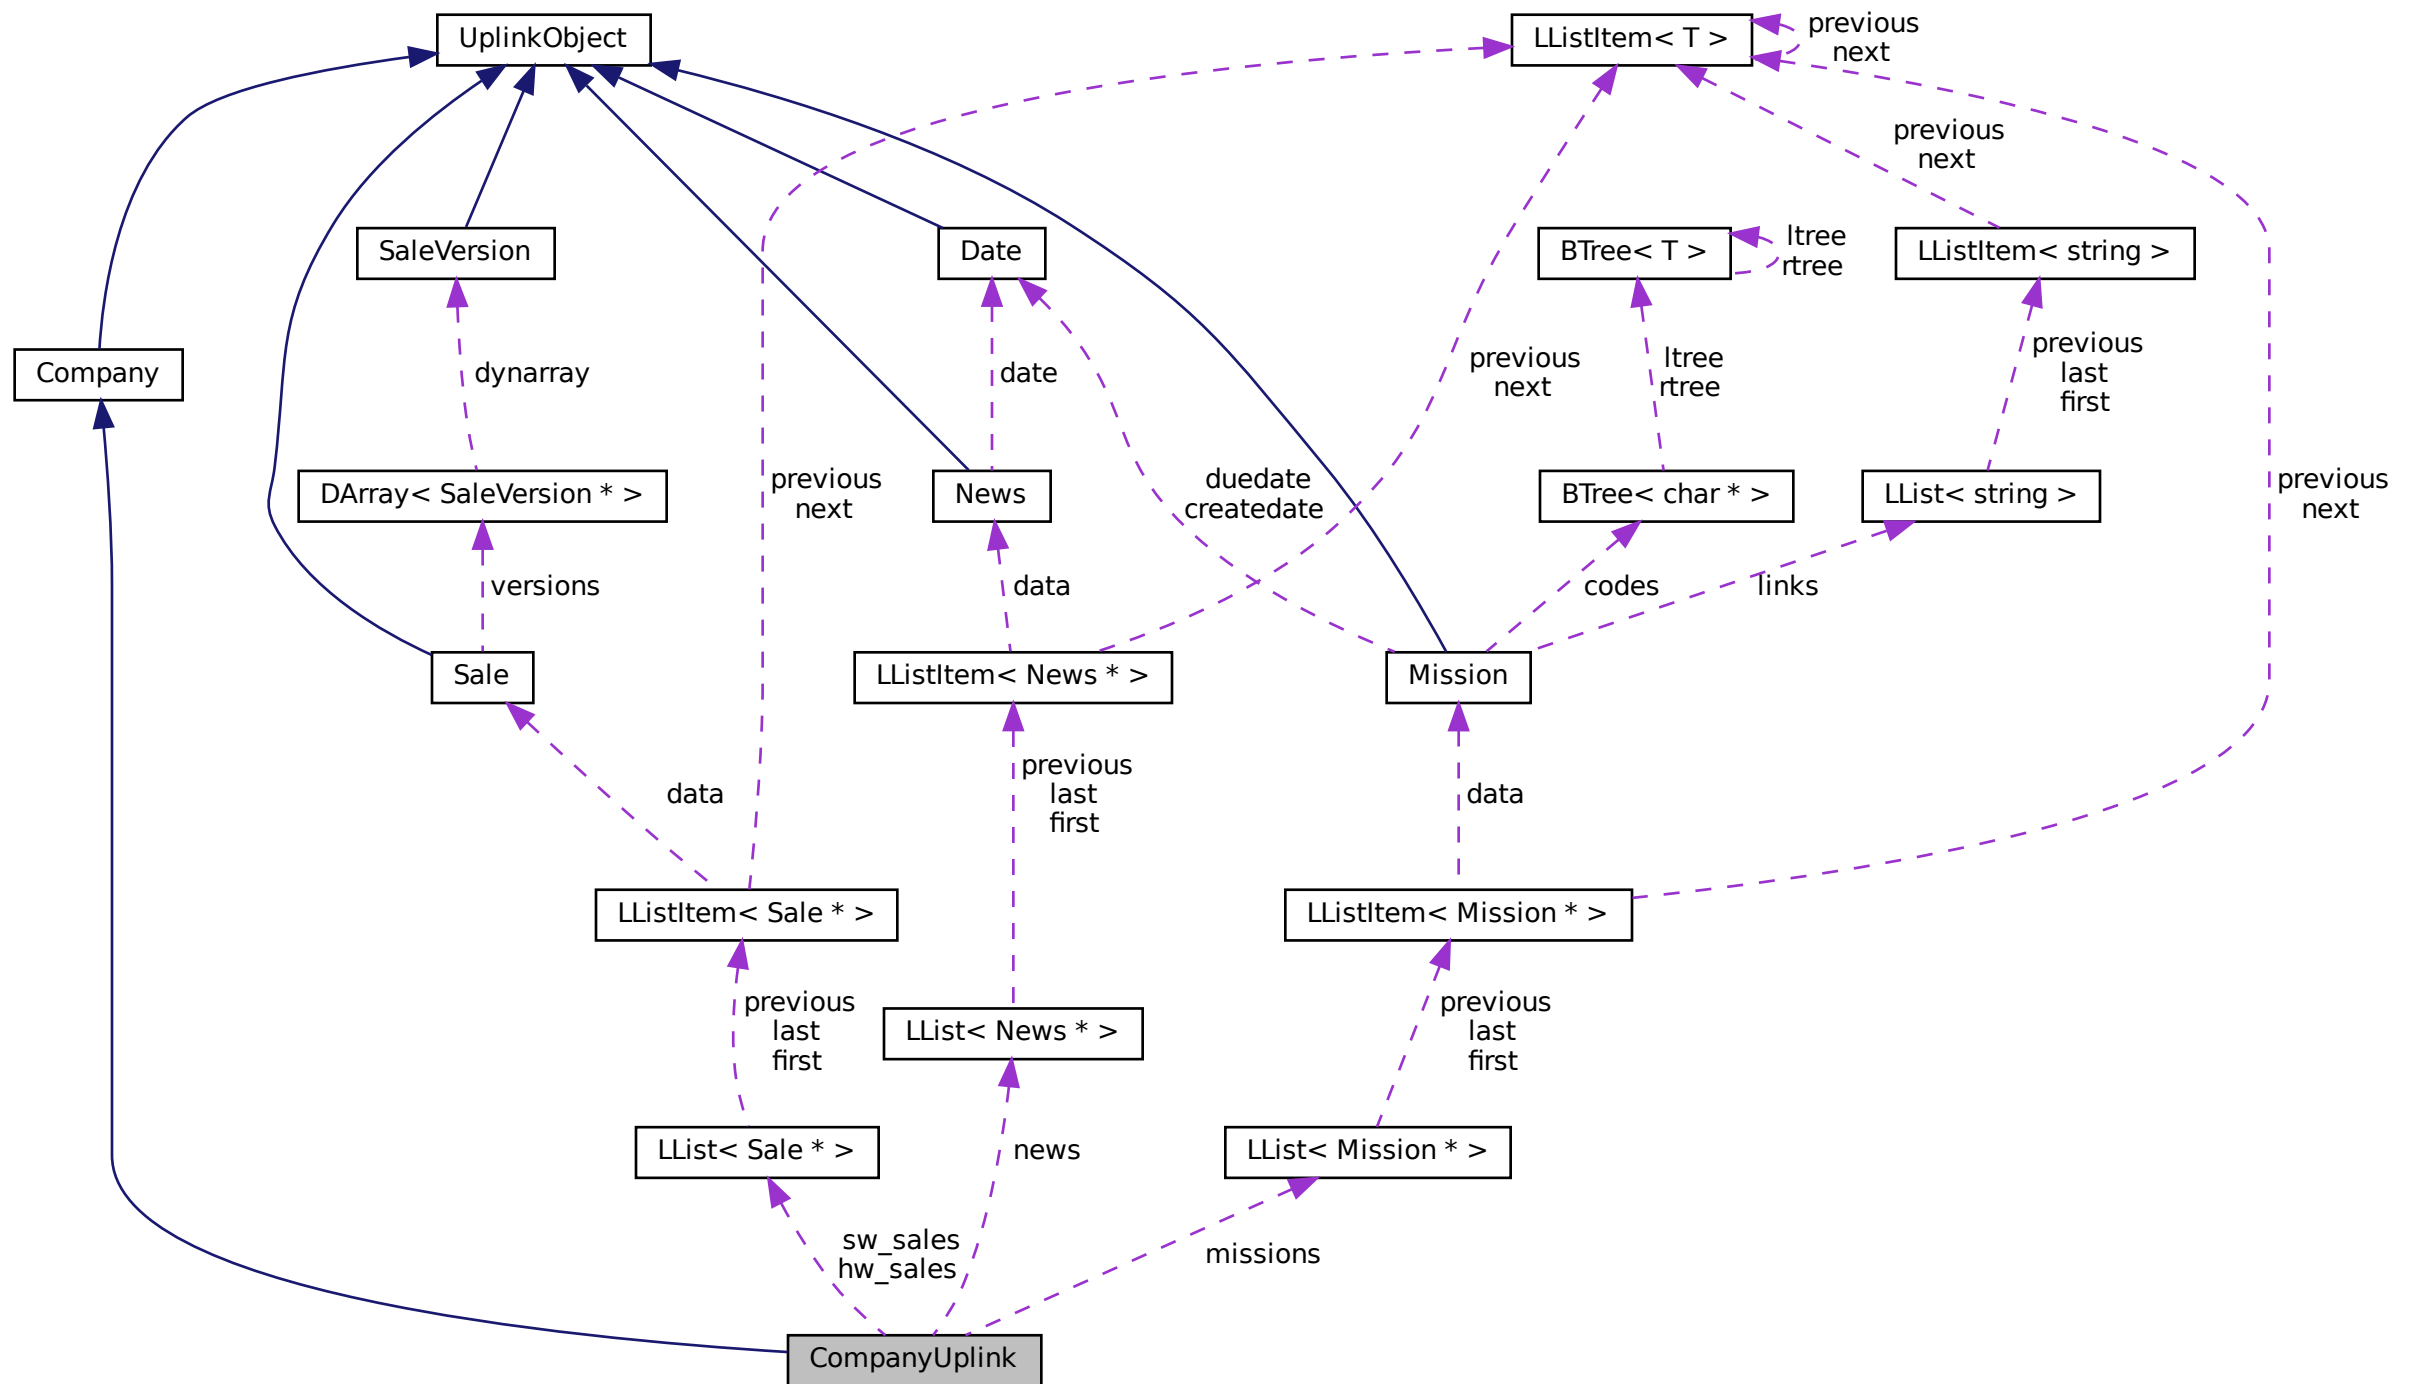 UplinkObject
LListItem< T >
previous
next
previous
next
SaleVersion
Date
BTree< T >
ltree
rtree
LListItem< string >
Company
dynarray
date
previous
next
ltree
rtree
previous
last
first
DArray< SaleVersion * >
previous
next
News
duedate
createdate
BTree< char * >
LList< string >
previous
next
versions
data
codes
links
Sale
LListItem< News * >
Mission
data
previous
last
first
data
LListItem< Sale * >
LListItem< Mission * >
previous
last
first
LList< News * >
previous
last
first
LList< Sale * >
news
LList< Mission * >
sw_sales
hw_sales
missions
CompanyUplink